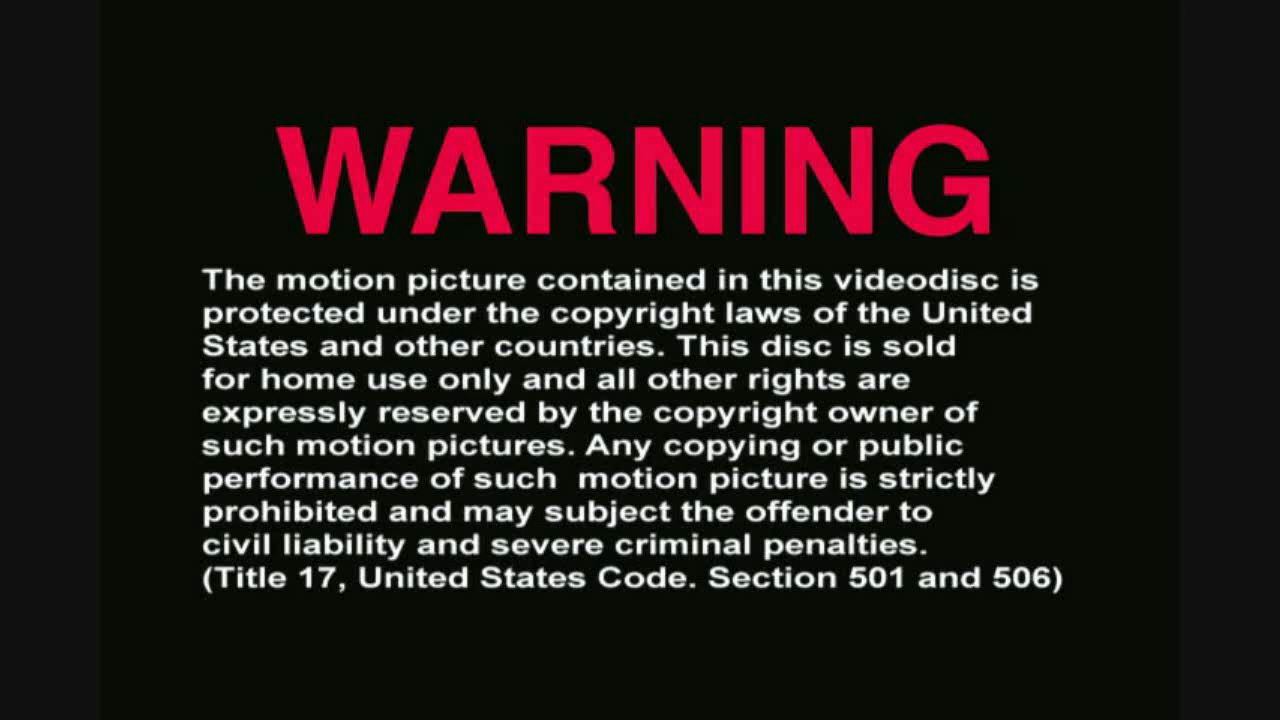 WARNING
The motion picture contained in this videodisc is
protected under the copyright laws of the United
States and other countries. This disc is sold
for home use only and all other rights are
expressly reserved by the copyright owner of
such motion pictures. Any copying or public
performance of such  motion picture is strictly
prohibited and may subject the offender to
civil liability and severe criminal penalties.
(Title 17, United States Code. Section 501 and 506)